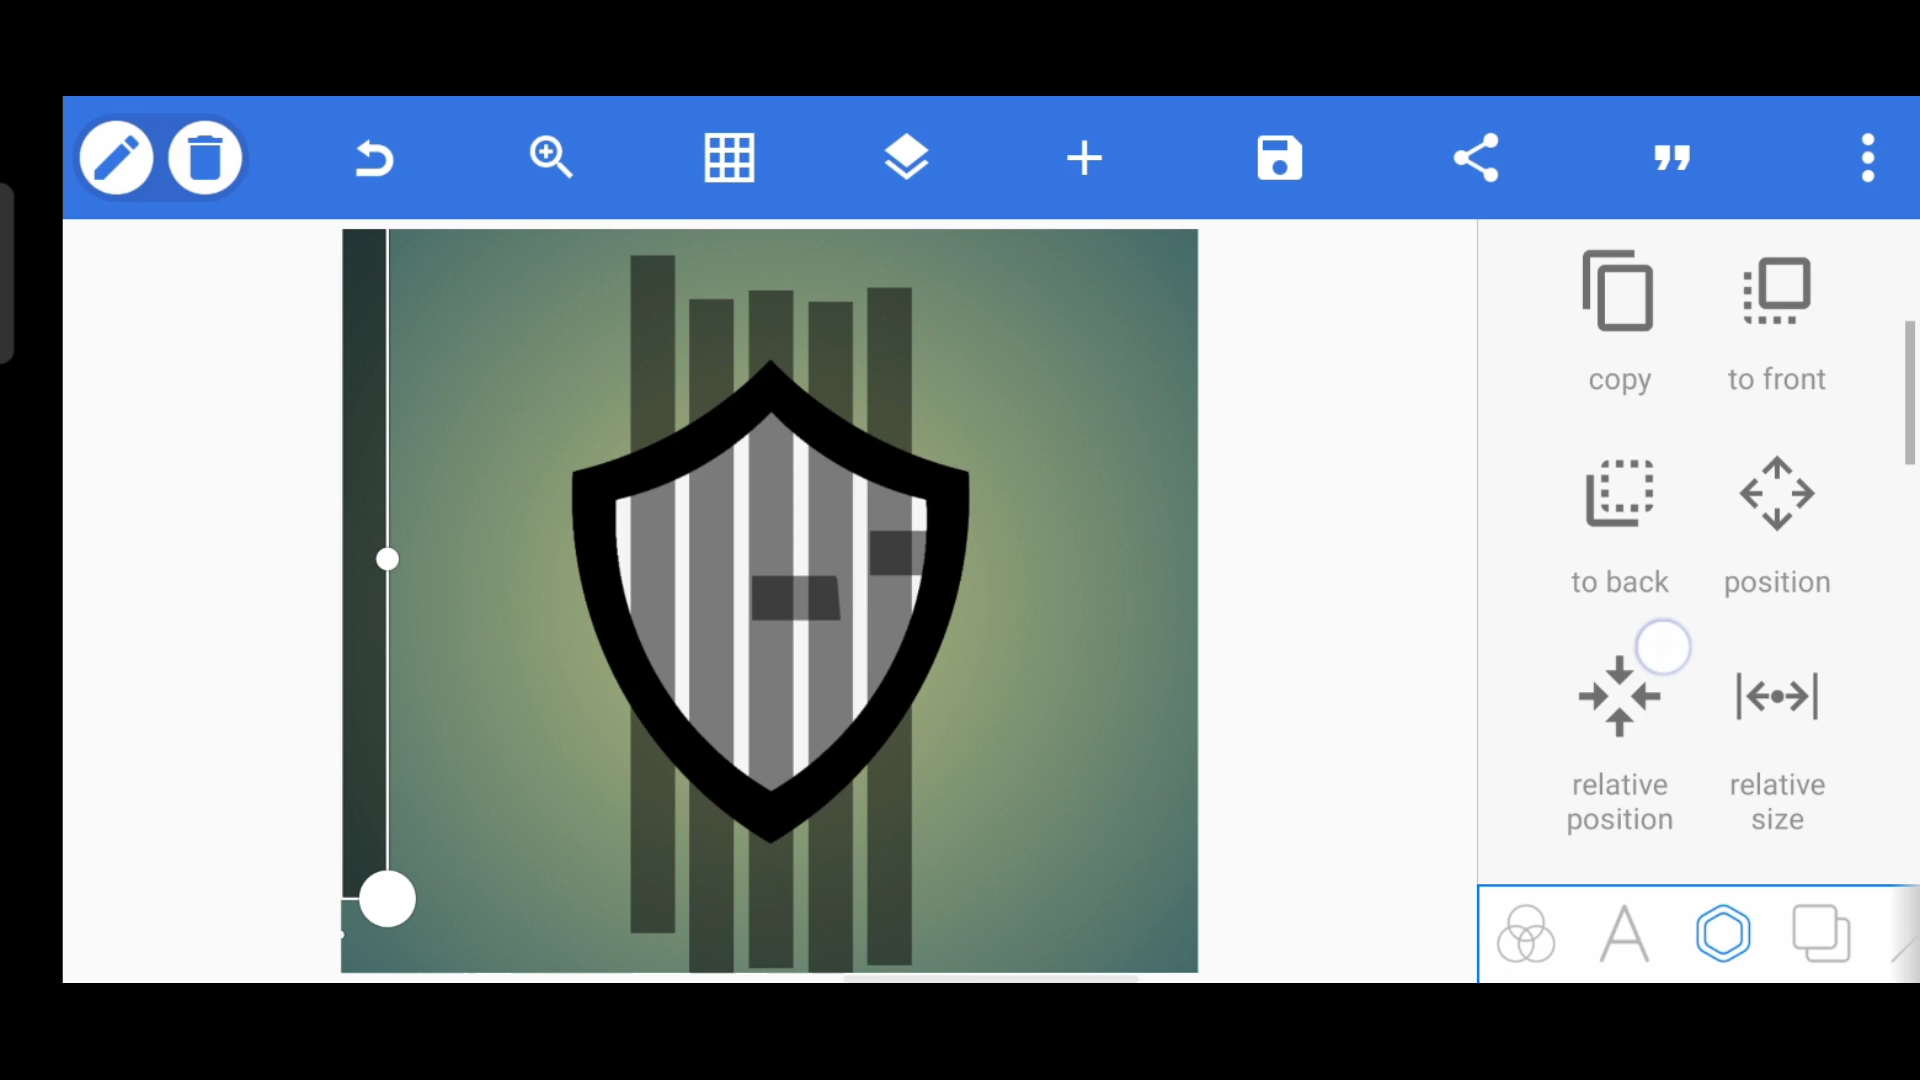 copy
to front
to back
position
relative
position
relative
size